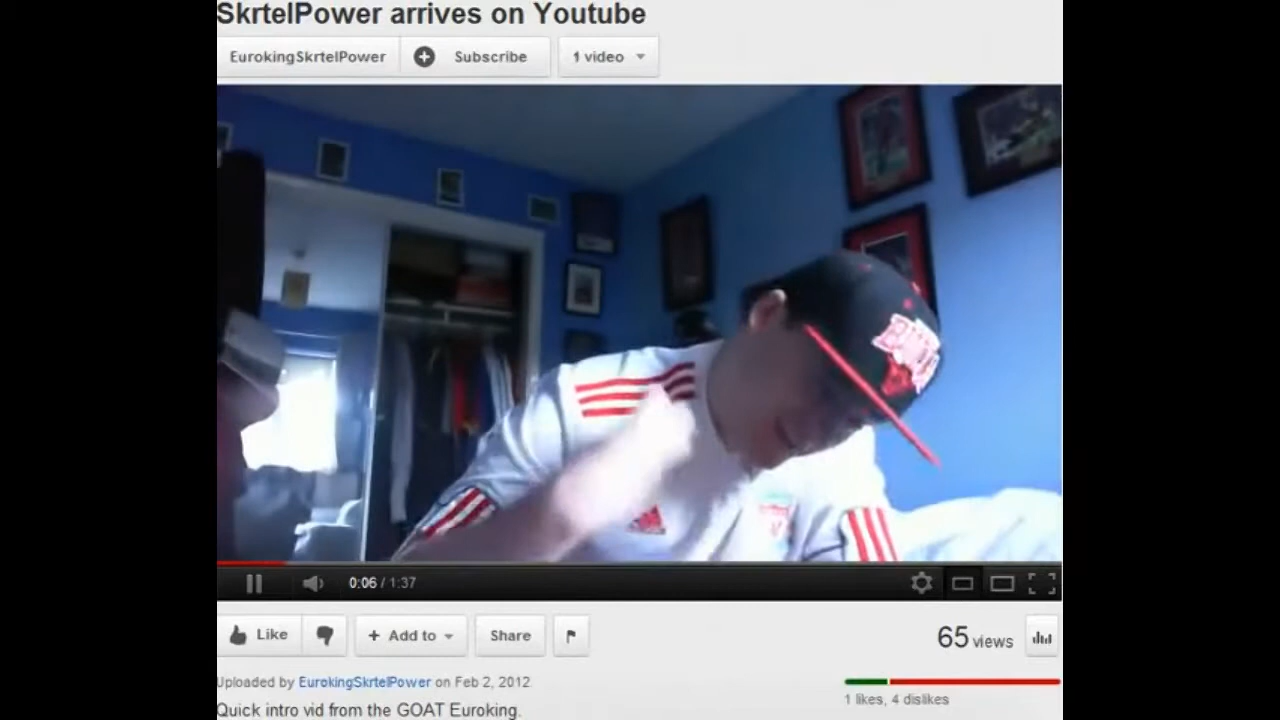 SkrtelPower arrives on Youtube
EurokingSkrtelPower Subscribe 1 video
0:06 / 1:37
Like Add to Share 65 views
Uploaded by EurokingSkrtelPower on Feb 2, 2012
1 likes, 4 dislikes
Quick intro vid from the GOAT Euroking.